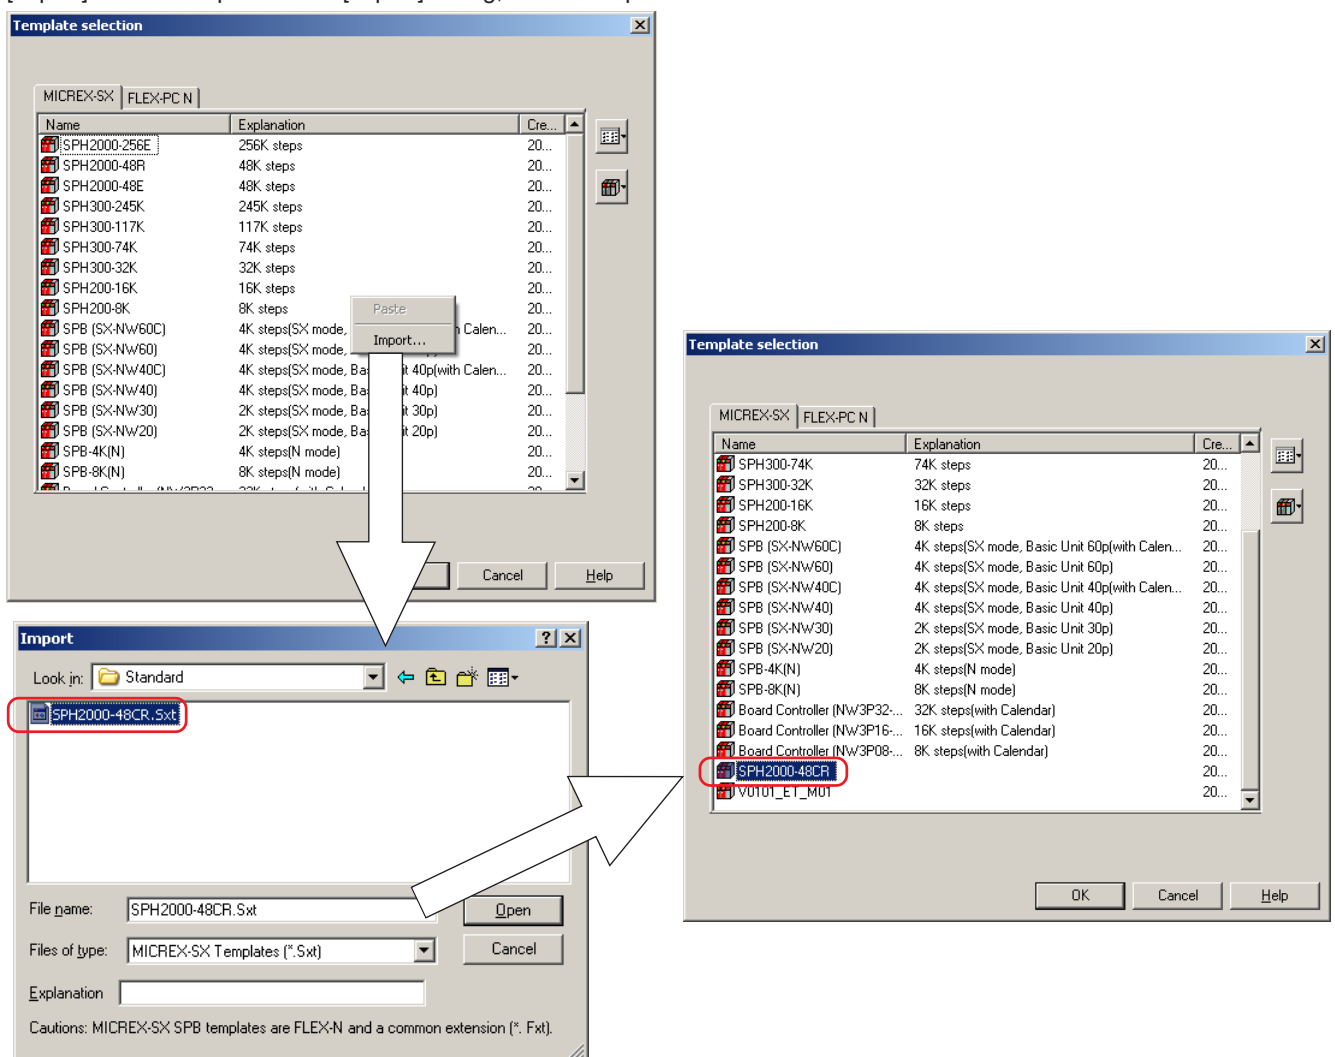 Template selection
MICREX-SX FLEX-PC N
Name Explanation Cre...
SPH2000-256E 256K steps 20...
SPH2000-48R 48K steps 20...
SPH2000-48E 48K steps 20...
SPH300-245K 245K steps 20...
SPH300-117K 117K steps 20...
SPH300-74K 74K steps 20...
SPH300-32K 32K steps 20...
SPH200-16K 16K steps 20...
SPH200-8K 8K steps 20...
SPB (SX-NW60C) 4K steps(SX mode, Calen... 20...
SPB (SX-NW60) 4K steps(SX mode, 20...
SPB (SX-NW40C) 4K steps(SX mode, Ba it 40p(with Calen... 20...
SPB (SX-NW40) 4K steps(SX mode, Ba it 40p) 20...
SPB (SX-NW30) 2K steps(SX mode, Ba it 30p) 20...
SPB (SX-NW20) 2K steps(SX mode, Ba it 20p) 20...
SPB-4K(N) 4K steps(N mode) 20...
SPB-8K(N) 8K steps(N mode) 20...
Paste
Import...
Cancel Help
Import
Look in: Standard
SPH2000-48CR.Sxt
File name: SPH2000-48CR.Sxt Open
Files of type: MICREX-SX Templates (*.Sxt) Cancel
Explanation
Cautions: MICREX-SX SPB templates are FLEX-N and a common extension (*. Fxt).
Template selection
MICREX-SX FLEX-PC N
Name Explanation Cre...
SPH300-74K 74K steps 20...
SPH300-32K 32K steps 20...
SPH200-16K 16K steps 20...
SPH200-8K 8K steps 20...
SPB (SX-NW60C) 4K steps(SX mode, Basic Unit 60p(with Calen... 20...
SPB (SX-NW60) 4K steps(SX mode, Basic Unit 60p) 20...
SPB (SX-NW40C) 4K steps(SX mode, Basic Unit 40p(with Calen... 20...
SPB (SX-NW40) 4K steps(SX mode, Basic Unit 40p) 20...
SPB (SX-NW30) 2K steps(SX mode, Basic Unit 30p) 20...
SPB (SX-NW20) 2K steps(SX mode, Basic Unit 20p) 20...
SPB-4K(N) 4K steps(N mode) 20...
SPB-8K(N) 8K steps(N mode) 20...
Board Controller (NW3P32-... 32K steps(with Calendar) 20...
Board Controller (NW3P16-... 16K steps(with Calendar) 20...
Board Controller (NW3P08-... 8K steps(with Calendar) 20...
SPH2000-48CR 20...
V0101_ET_M01 20...
OK Cancel Help